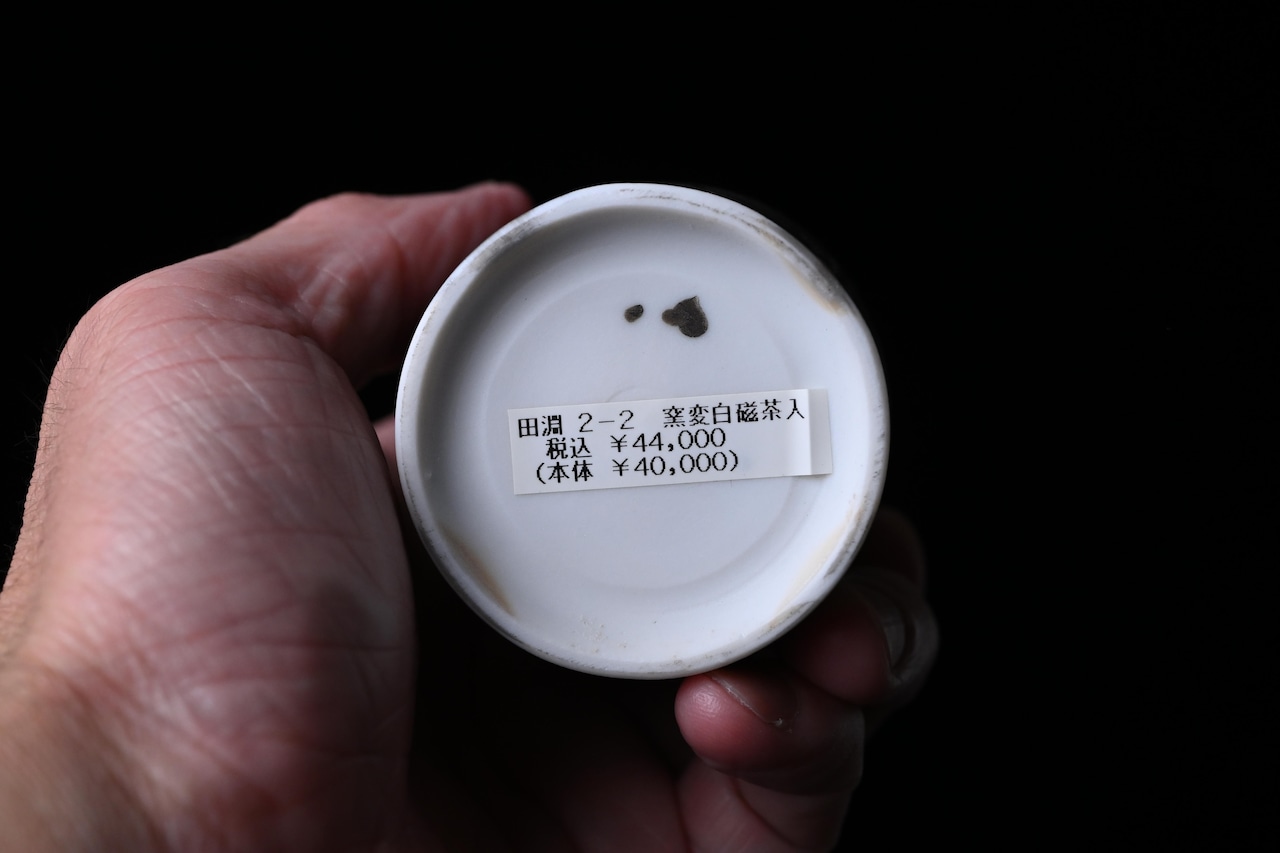 田淵 2-2 窯変白磁茶入
税込 ¥44,000
(本体 ¥40,000)